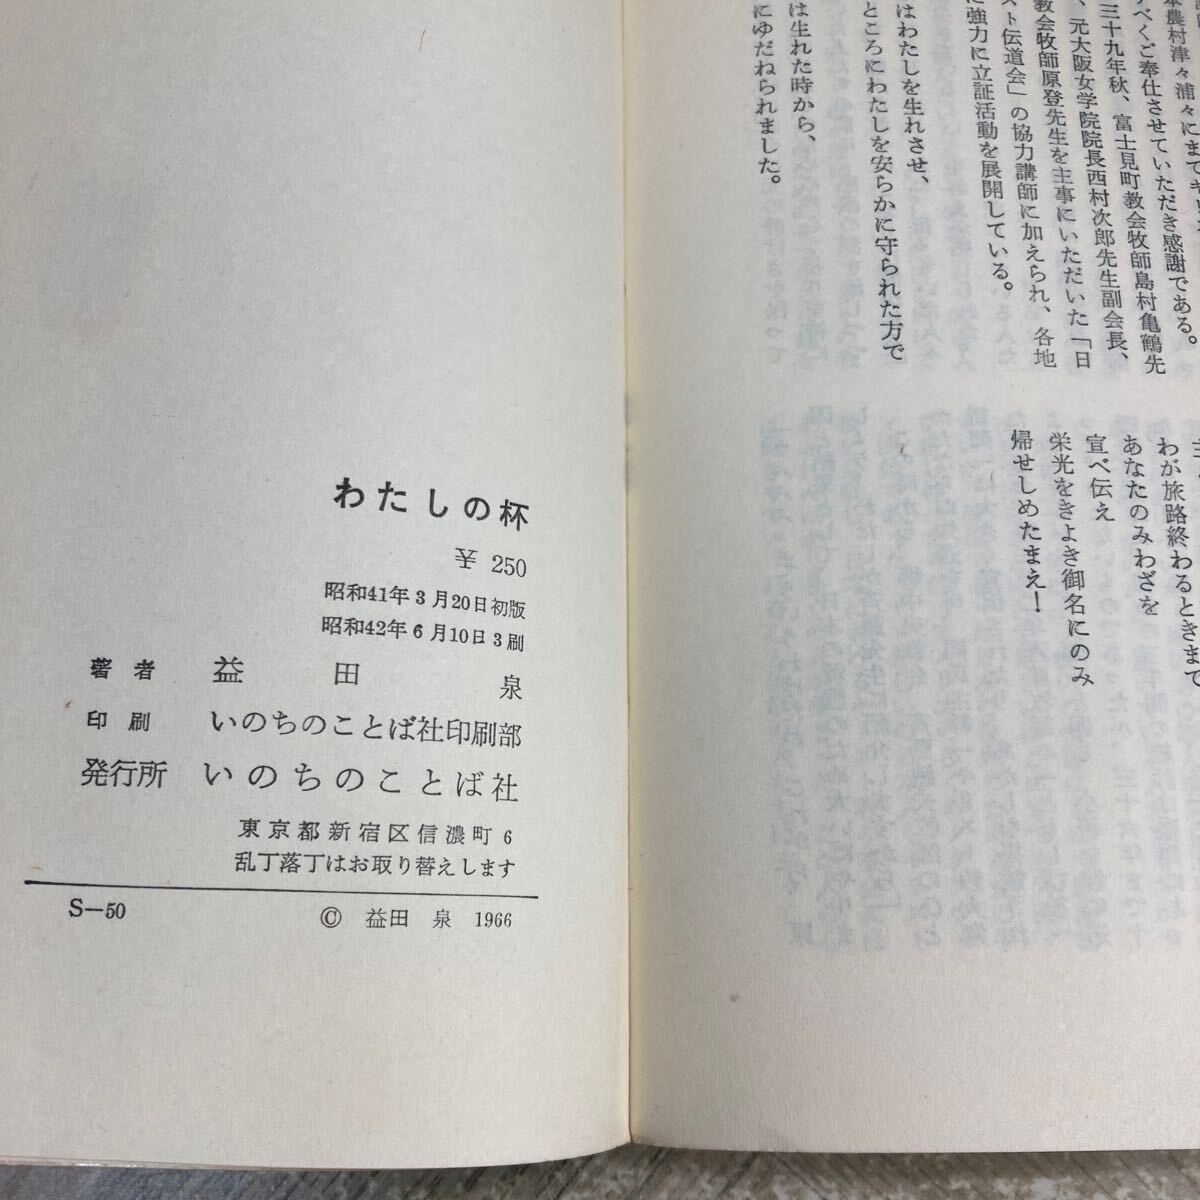 本農村津々浦々にまでキリ
べくご奉仕させていただき感謝である。
三十九年秋、富士見町教会牧師島村亀鶴先
、元大阪女学院院長西村次郎先生副会長、
教会牧師原登先生を主事にいただいた「日
スト伝道会」の協力講師に加えられ、各地
に強力に立証活動を展開している。
はわたしを生れさせ、
ところにわたしを安らかに守られた方で
は生れた時から、
にゆだねられました。
わが旅路終わるときまで
あなたのみわざを
宣べ伝え
栄光をきよき御名にのみ
帰せしめたまえ！
わたしの杯
¥ 250
昭和41年3月20日初版
昭和42年6月10日3刷
著者 益田泉
印刷 いのちのことば社印刷部
発行所 いのちのことば社
東京都新宿区信濃町6
乱丁落丁はお取り替えします
S—50
© 益田 泉 1966